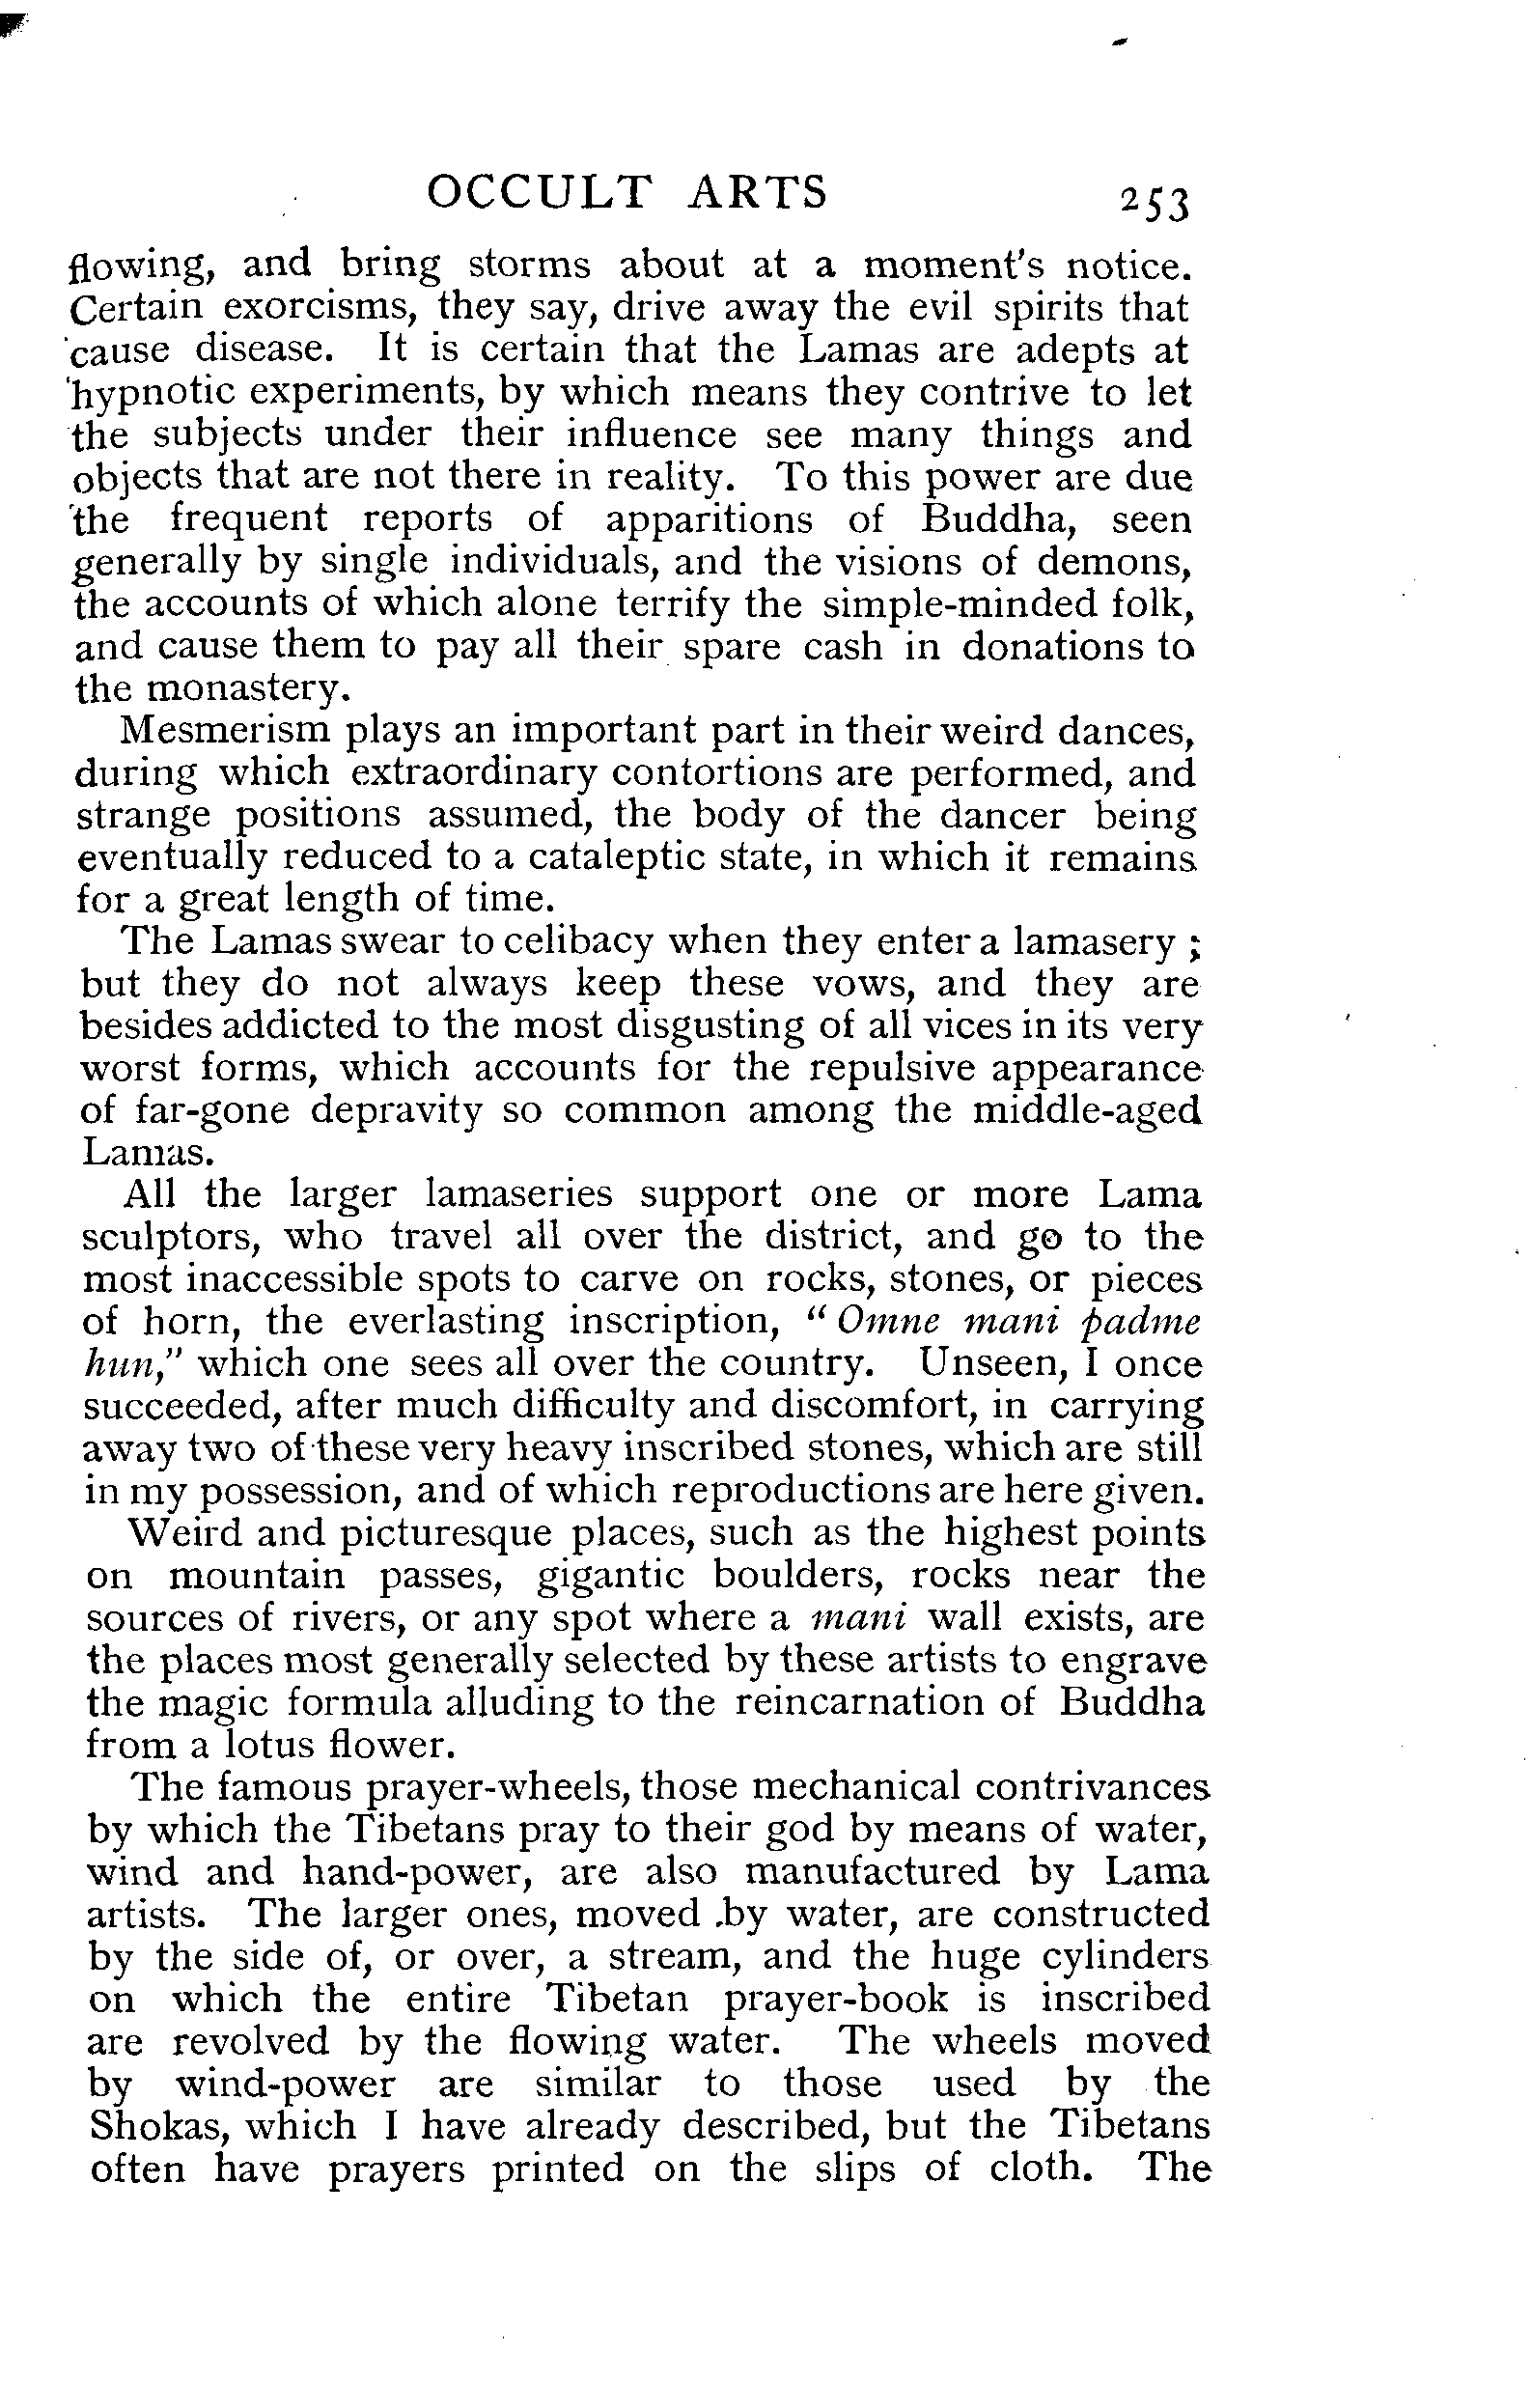 OCCULT ARTS 253
flowing, and bring storms about at a moment's notice.
Certain exorcisms, they say, drive away the evil spirits that
cause disease. It is certain that the Lamas are adepts at
hypnotic experiments, by which means they contrive to let
the subjects under their influence see many things and
objects that are not there in reality. To this power are due
the frequent reports of apparitions of Buddha, seen
generally by single individuals, and the visions of demons,
the accounts of which alone terrify the simple-minded folk,
and cause them to pay all their spare cash in donations to
the monastery.
Mesmerism plays an important part in their weird dances,
during which extraordinary contortions are performed, and
strange positions assumed, the body of the dancer being
eventually reduced to a cataleptic state, in which it remains
for a great length of time.
The Lamas swear to celibacy when they enter a lamasery ;
but they do not always keep these vows, and they are
besides addicted to the most disgusting of all vices in its very
worst forms, which accounts for the repulsive appearance
of far-gone depravity so common among the middle-aged
Lamas.
All the larger lamaseries support one or more Lama
sculptors, who travel all over the district, and go to the
most inaccessible spots to carve on rocks, stones, or pieces
of horn, the everlasting inscription, “ Omne mani padme
hun,” which one sees all over the country. Unseen, I once
succeeded, after much difficulty and discomfort, in carrying
away two of these very heavy inscribed stones, which are still
in my possession, and of which reproductions are here given.
Weird and picturesque places, such as the highest points
on mountain passes, gigantic boulders, rocks near the
sources of rivers, or any spot where a mani wall exists, are
the places most generally selected by these artists to engrave
the magic formula alluding to the reincarnation of Buddha
from a lotus flower.
The famous prayer-wheels, those mechanical contrivances
by which the Tibetans pray to their god by means of water,
wind and hand-power, are also manufactured by Lama
artists. The larger ones, moved by water, are constructed
by the side of, or over, a stream, and the huge cylinders
on which the entire Tibetan prayer-book is inscribed
are revolved by the flowing water. The wheels moved
by wind-power are similar to those used by the
Shokas, which I have already described, but the Tibetans
often have prayers printed on the slips of cloth. The